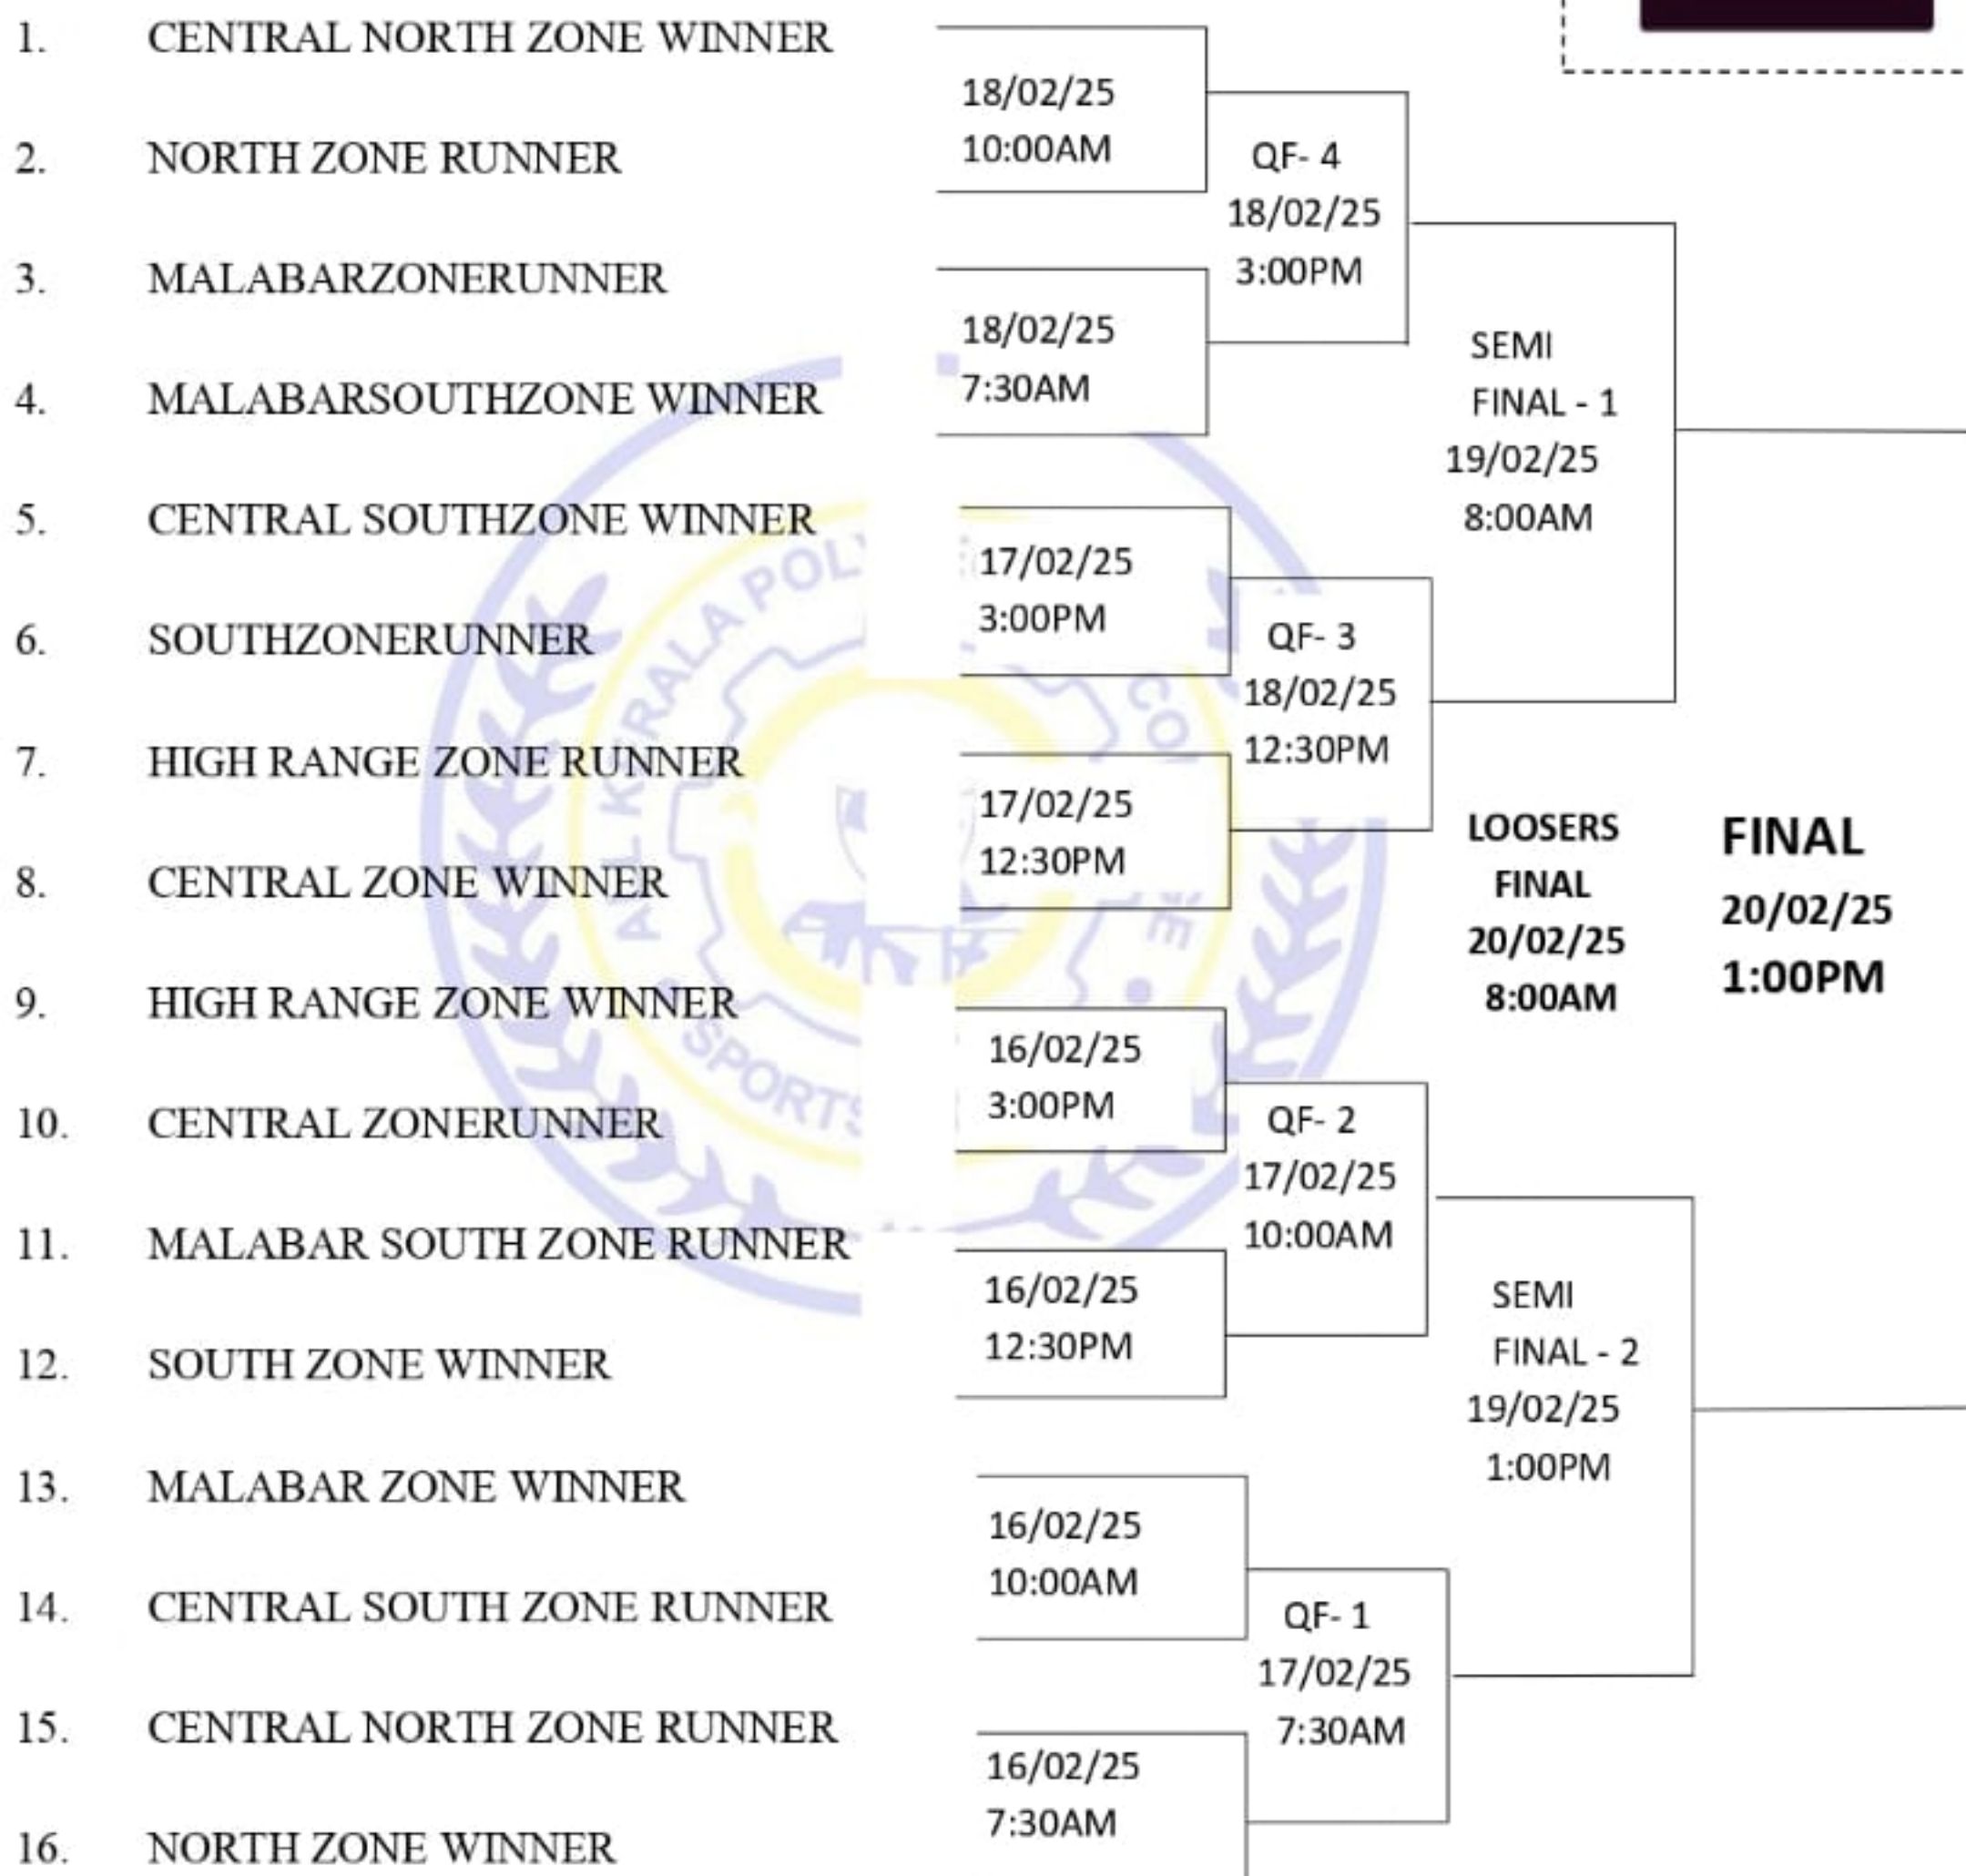 1. CENTRAL NORTH ZONE WINNER
2. NORTH ZONE RUNNER
3. MALABARZONERUNNER
4. MALABARSOUTHZONE WINNER
5. CENTRAL SOUTHZONE WINNER
6. SOUTHZONERUNNER
7. HIGH RANGE ZONE RUNNER
8. CENTRAL ZONE WINNER
9. HIGH RANGE ZONE WINNER
10. CENTRAL ZONERUNNER
11. MALABAR SOUTH ZONE RUNNER
12. SOUTH ZONE WINNER
13. MALABAR ZONE WINNER
14. CENTRAL SOUTH ZONE RUNNER
15. CENTRAL NORTH ZONE RUNNER
16. NORTH ZONE WINNER
18/02/25
10:00AM
18/02/25
7:30AM
17/02/25
3:00PM
17/02/25
12:30PM
16/02/25
3:00PM
16/02/25
12:30PM
16/02/25
10:00AM
16/02/25
7:30AM
QF- 4
18/02/25
3:00PM
QF- 3
18/02/25
12:30PM
QF- 2
17/02/25
10:00AM
QF- 1
17/02/25
7:30AM
SEMI
FINAL - 1
19/02/25
8:00AM
LOOSERS
FINAL
20/02/25
8:00AM
SEMI
FINAL - 2
19/02/25
1:00PM
FINAL
20/02/25
1:00PM
ALL KERALA
SPORTS